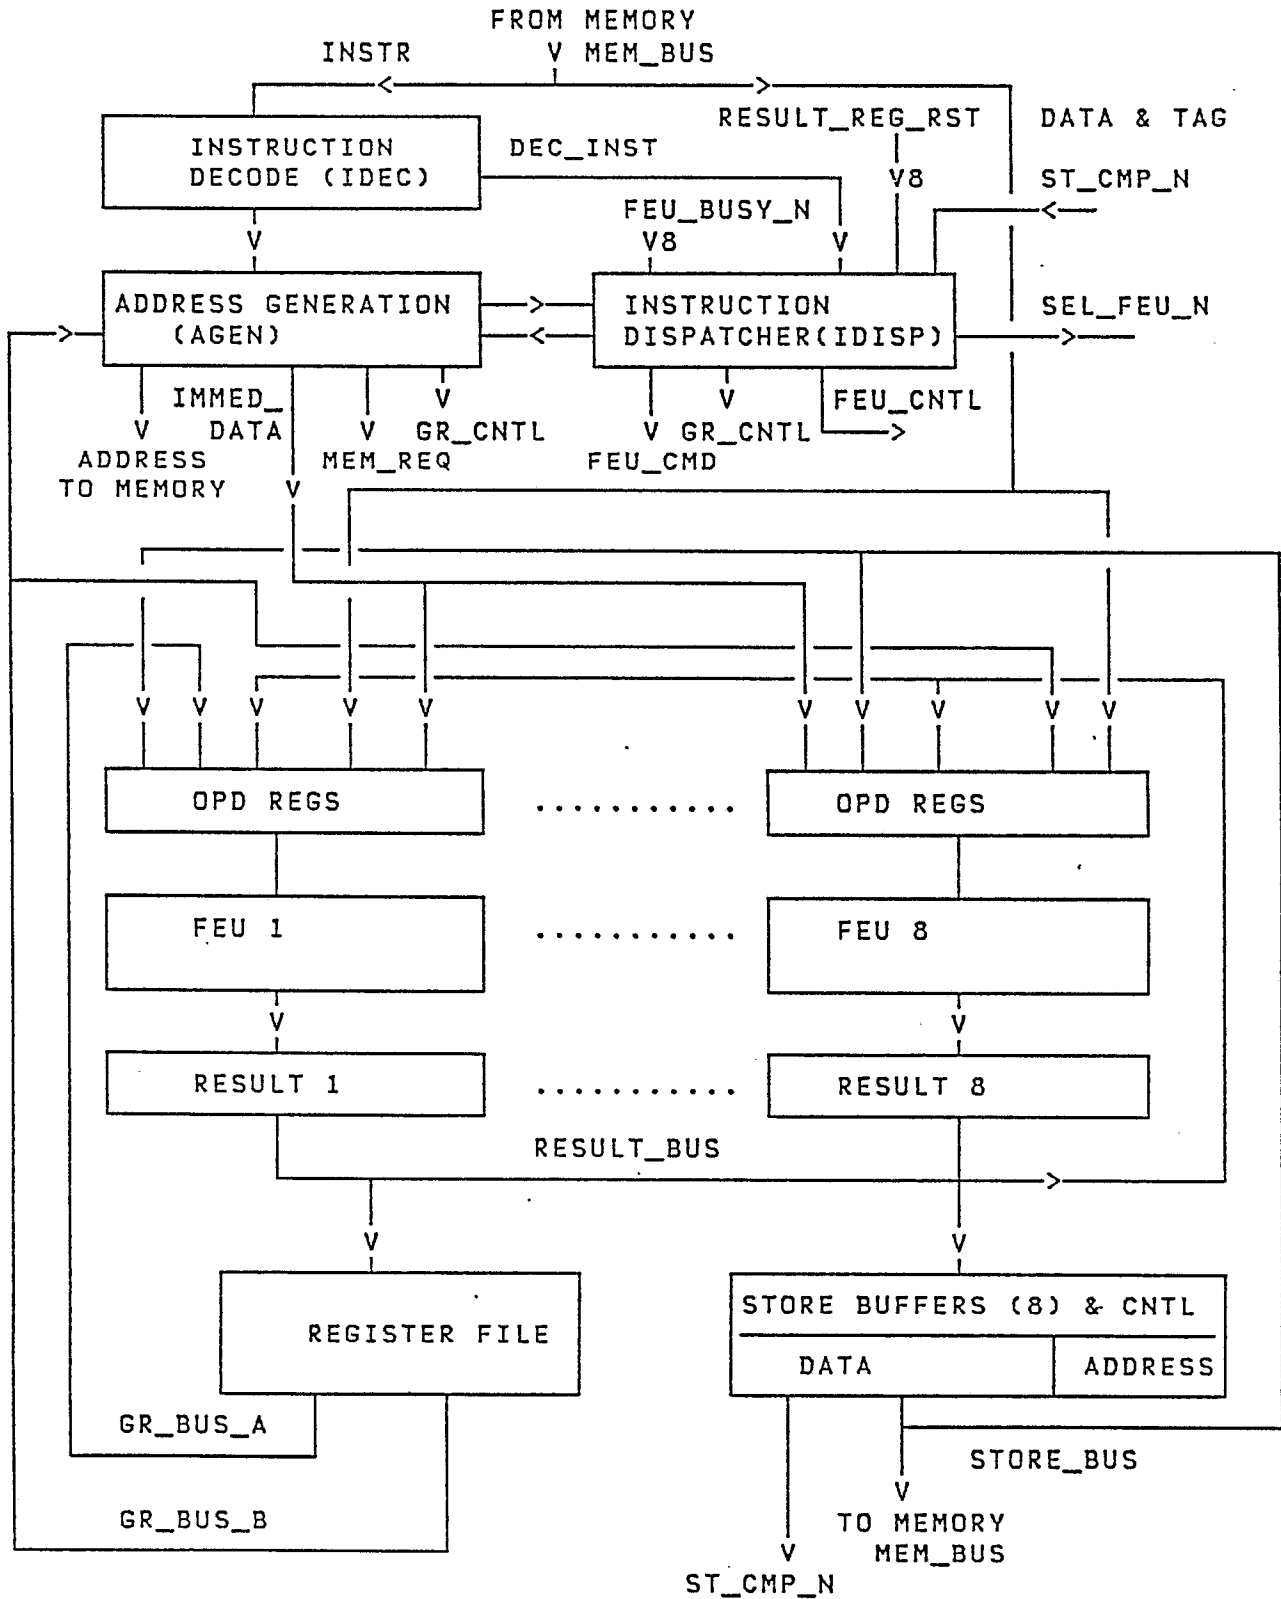 FROM MEMORY
INSTR
V MEM_BUS
RESULT_REG_RST
DATA & TAG
INSTRUCTION
DECODE (IDEC)
DEC_INST
V8
ST_CMP_N
FEU_BUSY_N
V
V8
V
ADDRESS GENERATION
(AGEN)
INSTRUCTION
DISPATCHER(IDISP)
SEL_FEU_N
IMMED_
DATA
V
V
V
GR_CNTL
V
V
GR_CNTL
FEU_CNTL
ADDRESS
TO MEMORY
MEM_REQ
FEU_CMD
V
V V V V V
V V V V V
OPD REGS
...........
OPD REGS
FEU 1
...........
FEU 8
V
V
RESULT 1
...........
RESULT 8
RESULT_BUS
V
V
REGISTER FILE
STORE BUFFERS (8) & CNTL
DATA
ADDRESS
GR_BUS_A
STORE_BUS
GR_BUS_B
V
TO MEMORY
MEM_BUS
V
ST_CMP_N